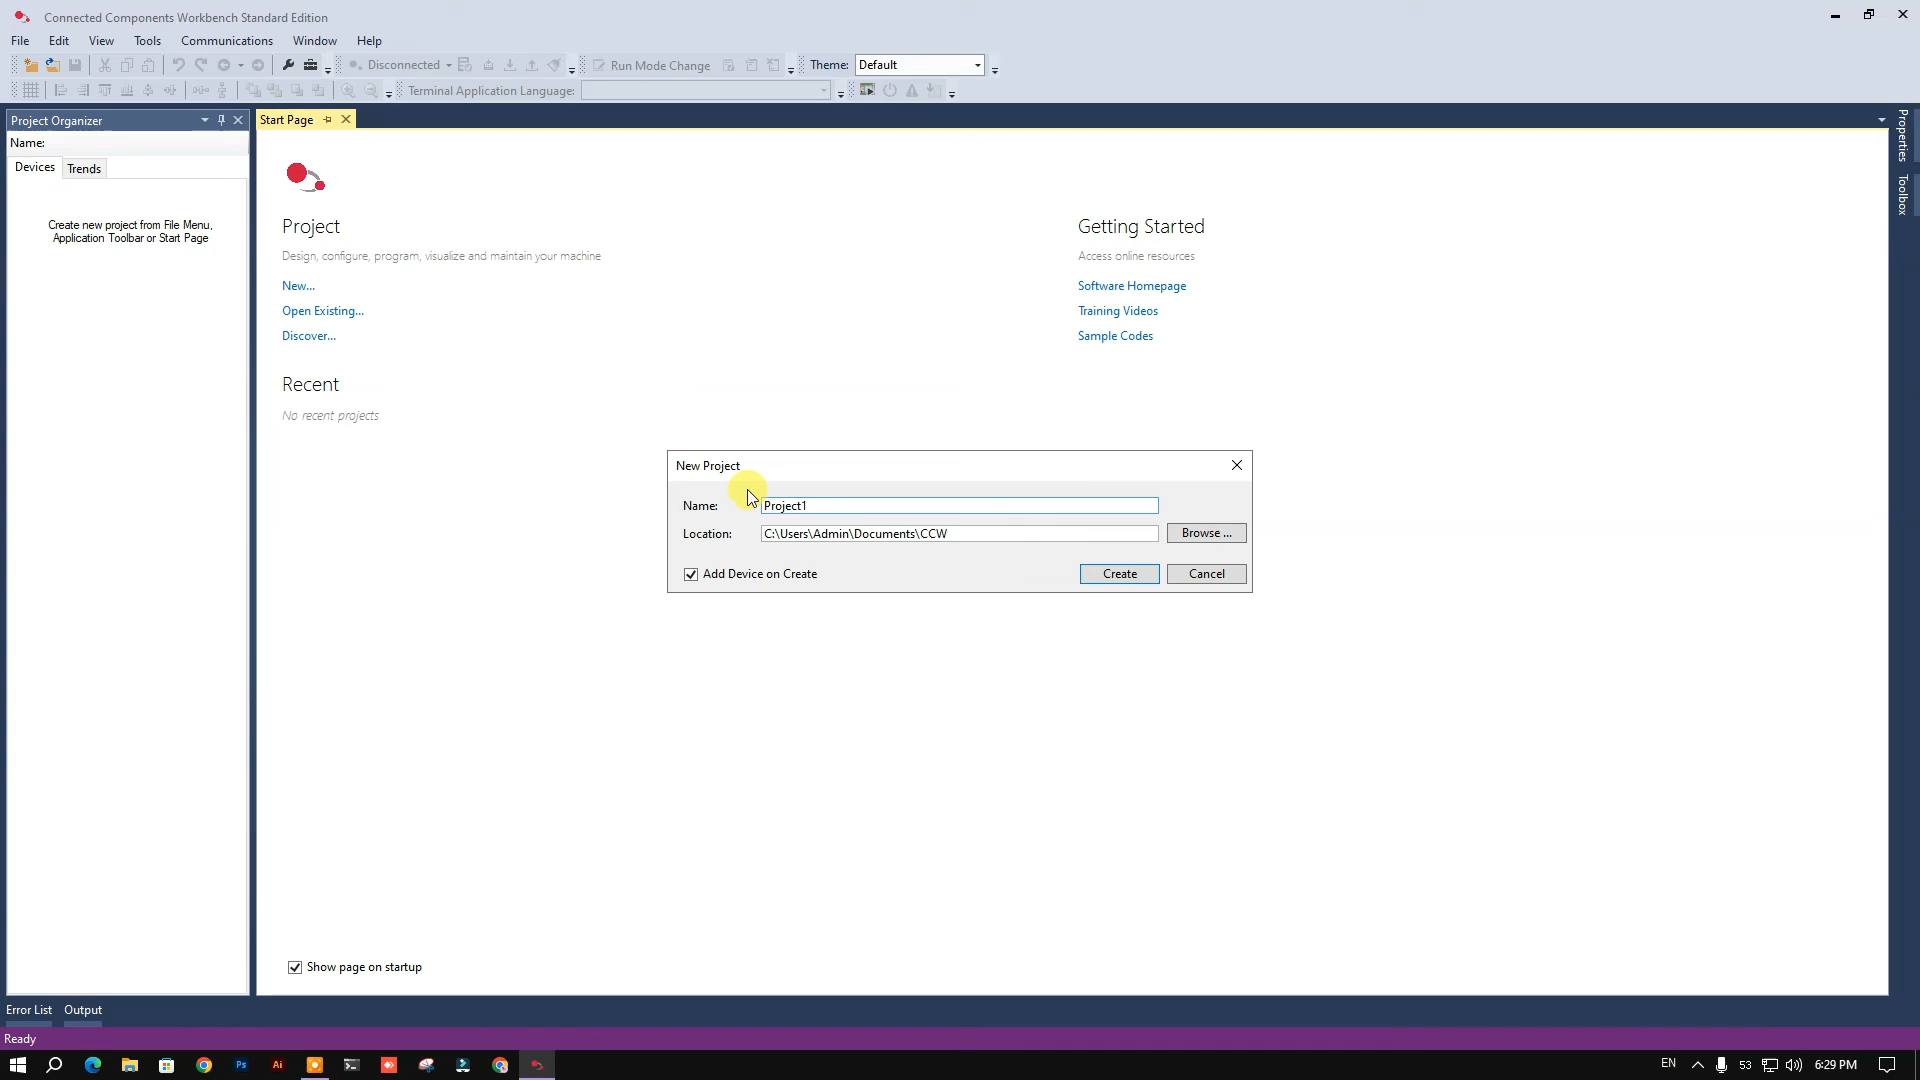 Connected Components Workbench Standard Edition
File Edit View Tools Communications Window Help
Disconnected Run Mode Change Theme: Default
Terminal Application Language:
Project Organizer
Name:
Devices Trends
Create new project from File Menu,
Application Toolbar or Start Page
Start Page
Project
Design, configure, program, visualize and maintain your machine
New...
Open Existing...
Discover...
Recent
No recent projects
Getting Started
Access online resources
Software Homepage
Training Videos
Sample Codes
New Project
Name: Project1
Location: C:\Users\Admin\Documents\CCW Browse ...
Add Device on Create Create Cancel
Show page on startup
Properties
Toolbox
Error List Output
Ready
Ps Ai EN 53 6:29 PM